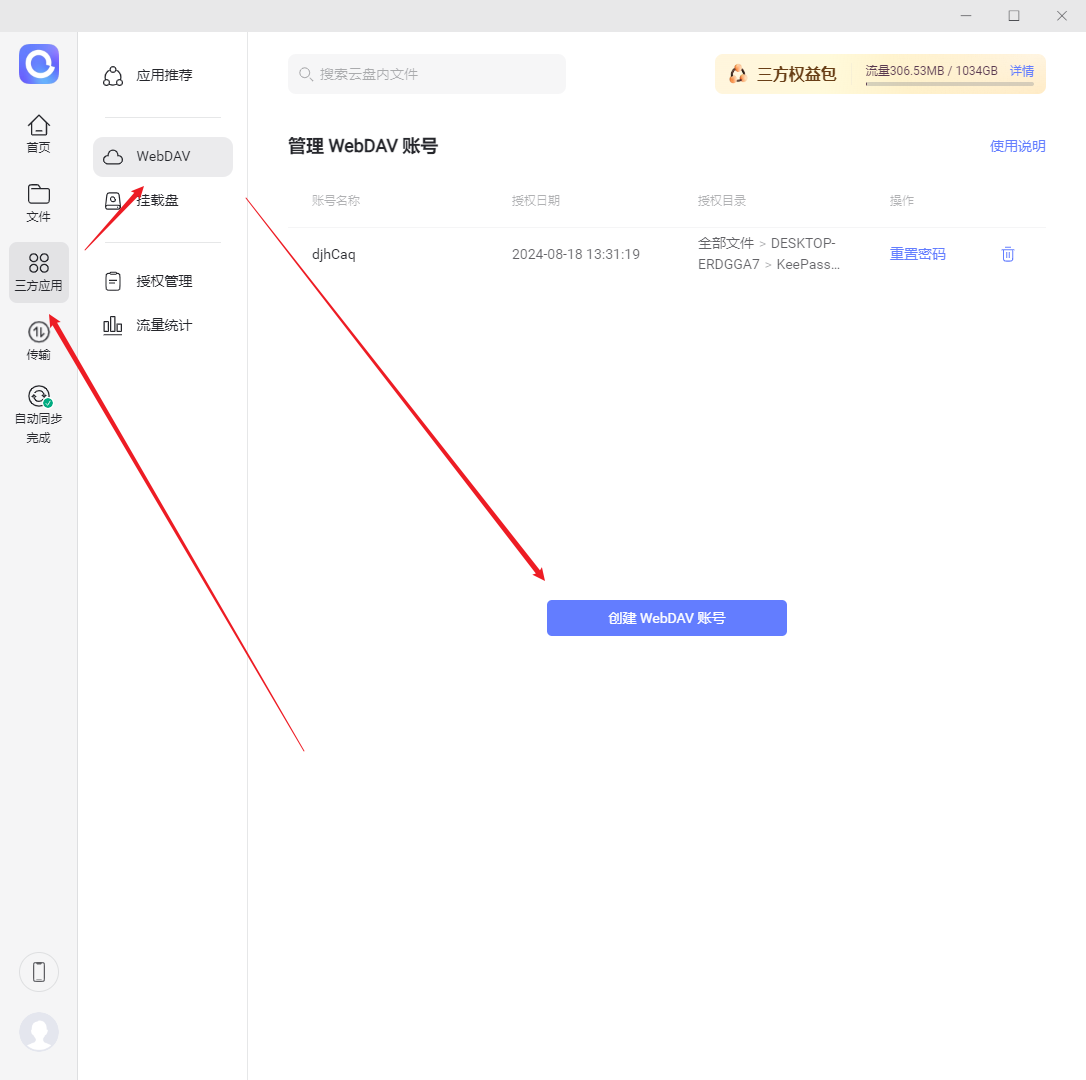 首页
文件
三方应用
传输
自动同步
完成
应用推荐
WebDAV
挂载盘
授权管理
流量统计
搜索云盘内文件
三方权益包
流量306.53MB / 1034GB 详情
管理 WebDAV 账号
使用说明
账号名称 授权日期 授权目录 操作
djhCaq 2024-08-18 13:31:19 全部文件 > DESKTOP-
ERDGGA7 > KeePass... 重置密码
创建 WebDAV 账号